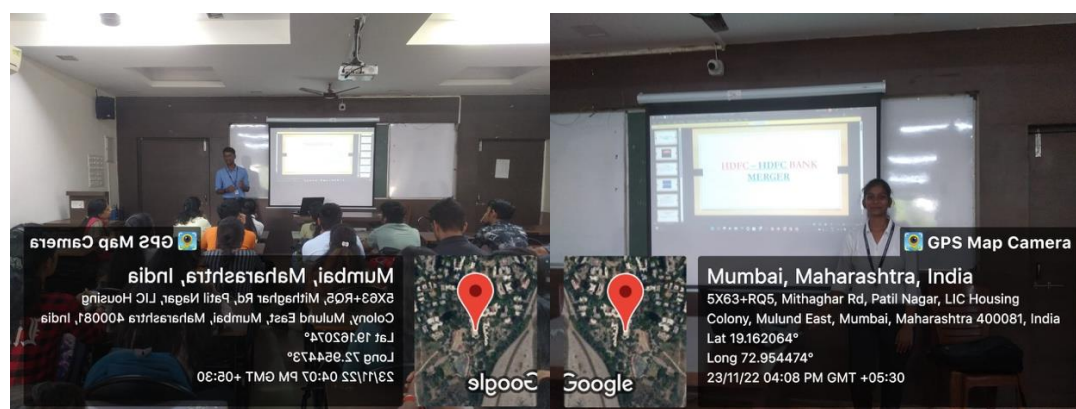 GPS Map Camera
Mumbai, Maharashtra, India
5X63+RQ5, Mithaghar Rd, Patil Nagar, LIC Housing
Colony, Mulund East, Mumbai, Maharashtra 400081, India
Lat 19.162074°
Long 72.954473°
23/11/22 04:07 PM GMT +05:30
Google
HDFC – HDFC BANK
MERGER
GPS Map Camera
Mumbai, Maharashtra, India
5X63+RQ5, Mithaghar Rd, Patil Nagar, LIC Housing
Colony, Mulund East, Mumbai, Maharashtra 400081, India
Lat 19.162064°
Long 72.954474°
23/11/22 04:08 PM GMT +05:30
Google